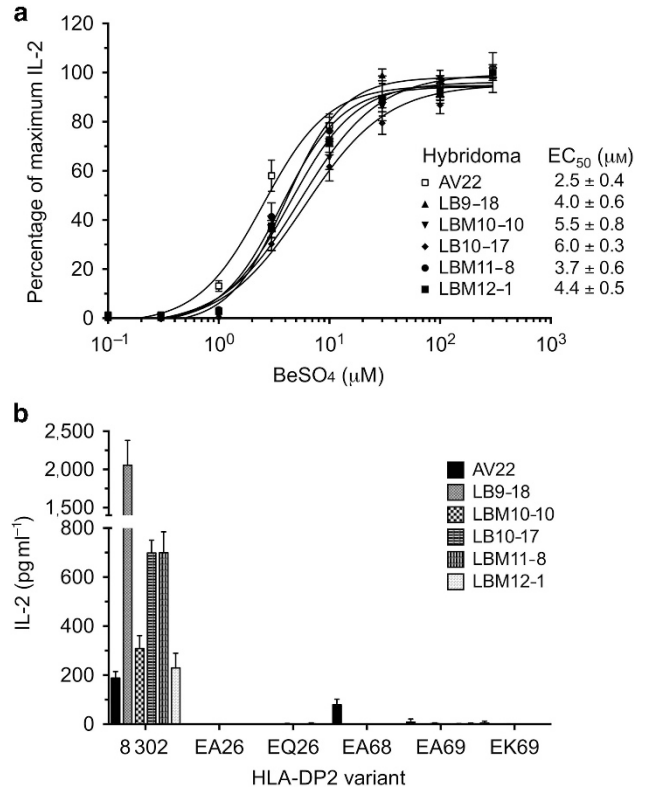 a
120
100
80
60
40
20
0
Percentage of maximum IL-2
Hybridoma EC50 (μM)
AV22 2.5 ± 0.4
LB9-18 4.0 ± 0.6
LBM10-10 5.5 ± 0.8
LB10-17 6.0 ± 0.3
LBM11-8 3.7 ± 0.6
LBM12-1 4.4 ± 0.5
10⁻¹ 10⁰ 10¹ 10² 10³
BeSO4 (μM)
b
2,500
2,000
1,500
800
600
400
200
0
IL-2 (pg ml⁻¹)
AV22
LB9-18
LBM10-10
LB10-17
LBM11-8
LBM12-1
8 302 EA26 EQ26 EA68 EA69 EK69
HLA-DP2 variant